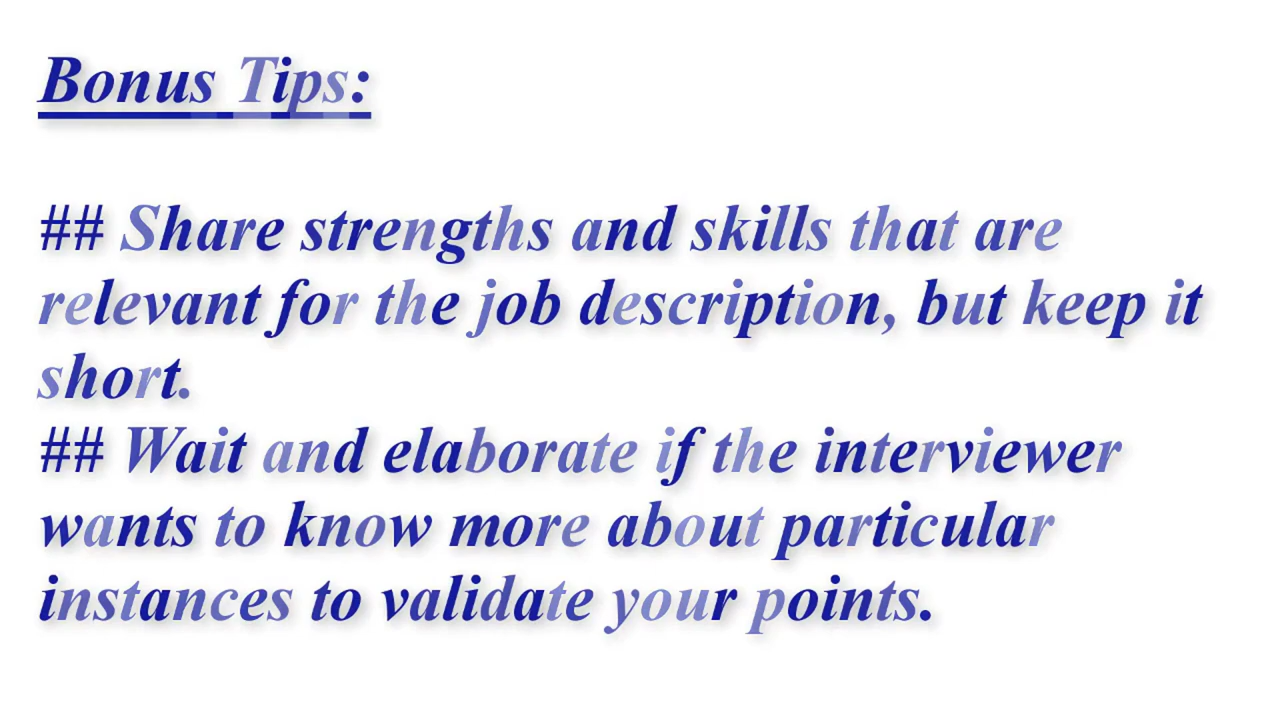 Bonus Tips:
## Share strengths and skills that are
relevant for the job description, but keep it
short.
## Wait and elaborate if the interviewer
wants to know more about particular
instances to validate your points.